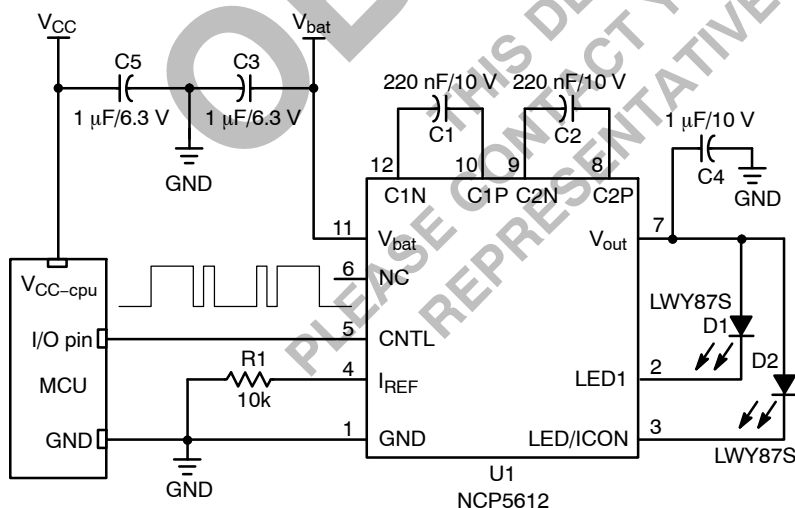 V_CC
V_bat
C5
C3
1 μF/6.3 V
1 μF/6.3 V
GND
220 nF/10 V
220 nF/10 V
C1
C2
1 μF/10 V
C4
GND
12
10
9
8
C1N
C1P
C2N
C2P
11
V_bat
V_out
7
6
NC
V_CC–cpu
I/O pin
5
CNTL
LWY87S
D1
MCU
R1
10k
4
I_REF
LED1
2
D2
GND
1
GND
LED/ICON
3
LWY87S
GND
U1
NCP5612
THIS DE
PLEASE CONTACT Y
REPRESENTATIVE